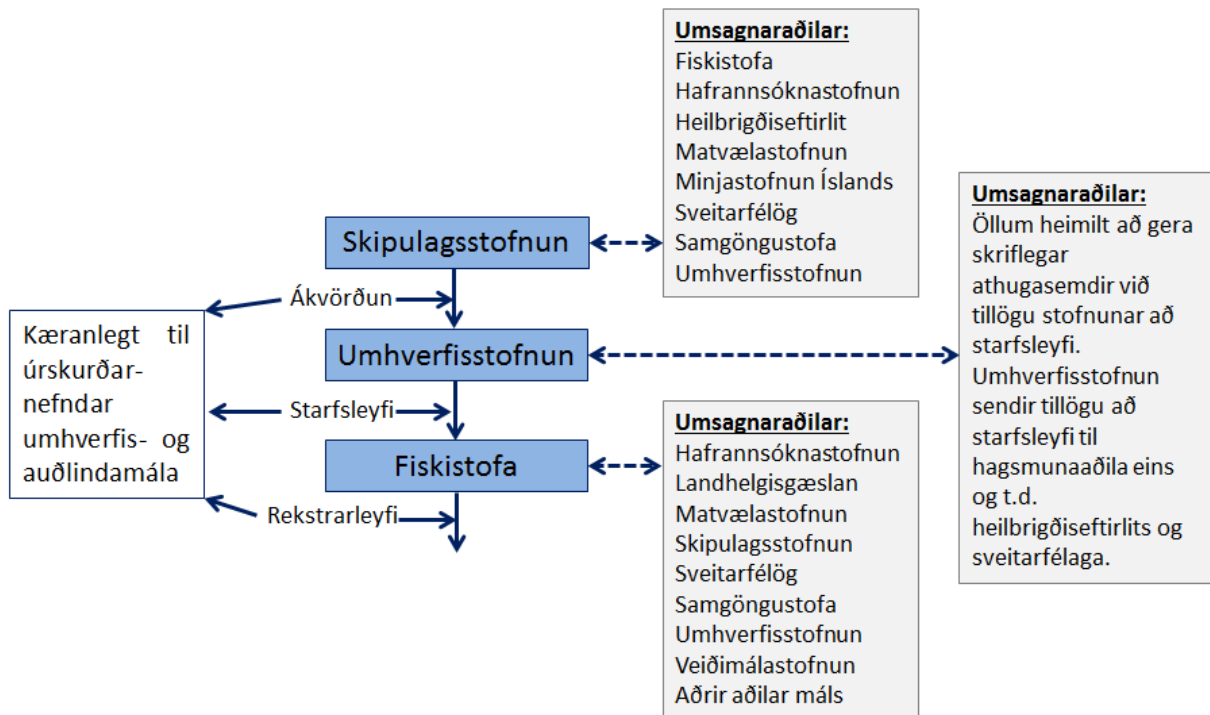 Umsagnaraðilar:
Fiskistofa
Hafrannsóknastofnun
Heilbrigðiseftirlit
Matvælastofnun
Minjastofnun Íslands
Sveitarfélög
Samgöngustofa
Umhverfisstofnun
Skipulagsstofnun
Ákvörðun
Umhverfisstofnun
Starfsleyfi
Fiskistofa
Rekstrarleyfi
Kæranlegt til
úrskurðar-
nefndar
umhverfis- og
auðlindamála
Umsagnaraðilar:
Öllum heimilt að gera
skriflegar
athugasemdir við
tillögu stofnunar að
starfsleyfi.
Umhverfisstofnun
sendir tillögu að
starfsleyfi til
hagsmunaaðila eins
og t.d.
heilbrigðiseftirlits og
sveitarfélaga.
Umsagnaraðilar:
Hafrannsóknastofnun
Landhelgisgæslan
Matvælastofnun
Skipulagsstofnun
Sveitarfélög
Samgöngustofa
Umhverfisstofnun
Veiðimálastofnun
Aðrir aðilar máls